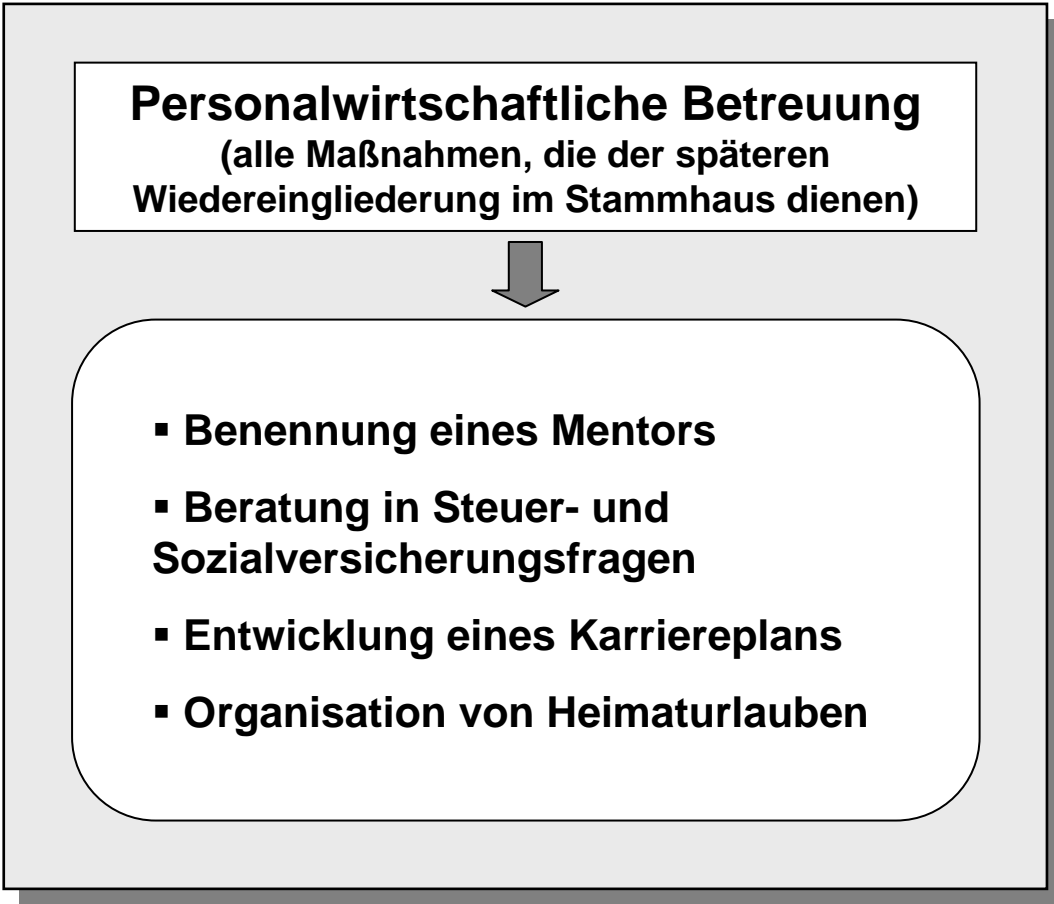 Personalwirtschaftliche Betreuung
(alle Maßnahmen, die der späteren
Wiedereingliederung im Stammhaus dienen)
▪ Benennung eines Mentors
▪ Beratung in Steuer- und
Sozialversicherungsfragen
▪ Entwicklung eines Karriereplans
▪ Organisation von Heimaturlauben